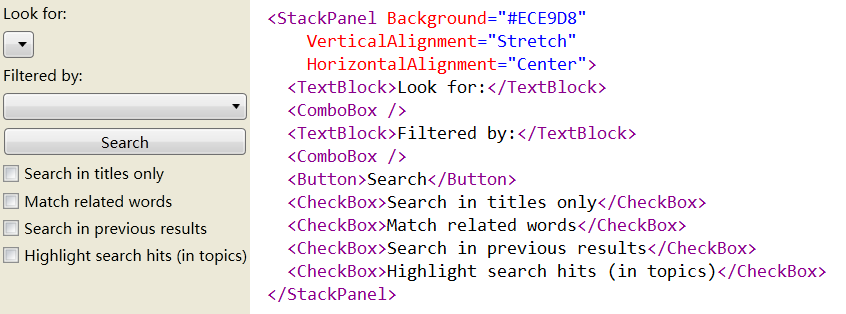 Look for:
Filtered by:
Search
Search in titles only
Match related words
Search in previous results
Highlight search hits (in topics)
<StackPanel Background="#ECE9D8"
    VerticalAlignment="Stretch"
    HorizontalAlignment="Center">
  <TextBlock>Look for:</TextBlock>
  <ComboBox />
  <TextBlock>Filtered by:</TextBlock>
  <ComboBox />
  <Button>Search</Button>
  <CheckBox>Search in titles only</CheckBox>
  <CheckBox>Match related words</CheckBox>
  <CheckBox>Search in previous results</CheckBox>
  <CheckBox>Highlight search hits (in topics)</CheckBox>
</StackPanel>